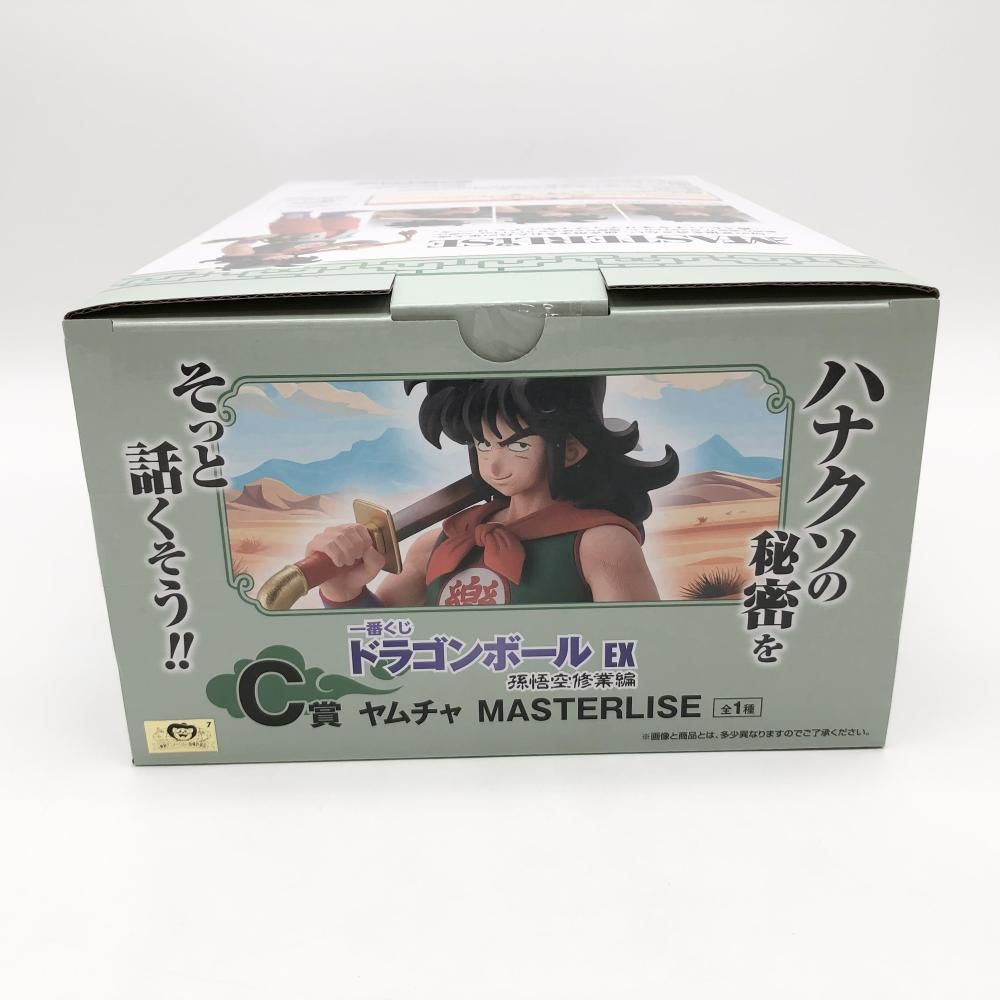 MASTERLISE
ハナクソの
秘密を
そっと
話くそう!!
樂
一番くじ
ドラゴンボール EX
孫悟空修業編
C賞 ヤムチャ MASTERLISE 全1種
※画像と商品とは、多少異なりますのでご了承ください。
7